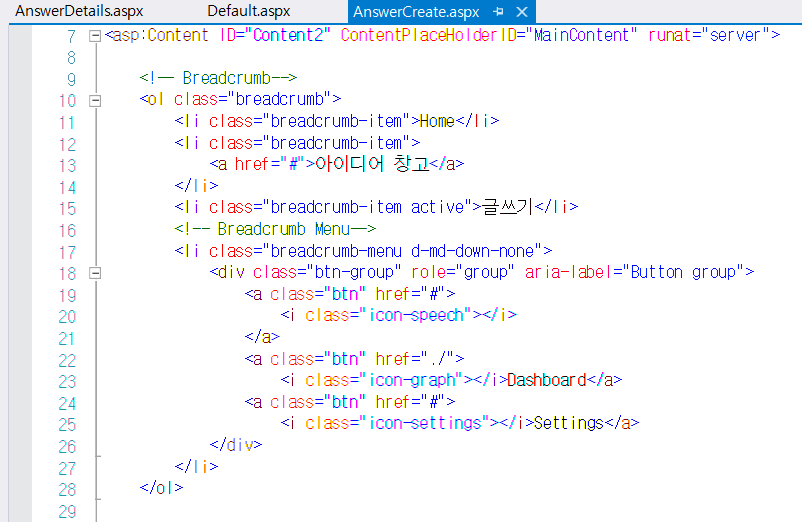 AnswerDetails.aspx Default.aspx AnswerCreate.aspx
7 <asp:Content ID="Content2" ContentPlaceHolderID="MainContent" runat="server">
8
9 <!-- Breadcrumb-->
10 <ol class="breadcrumb">
11 <li class="breadcrumb-item">Home</li>
12 <li class="breadcrumb-item">
13 <a href="#">아이디어 창고</a>
14 </li>
15 <li class="breadcrumb-item active">글쓰기</li>
16 <!-- Breadcrumb Menu-->
17 <li class="breadcrumb-menu d-md-down-none">
18 <div class="btn-group" role="group" aria-label="Button group">
19 <a class="btn" href="#">
20 <i class="icon-speech"></i>
21 </a>
22 <a class="btn" href="./">
23 <i class="icon-graph"></i>Dashboard</a>
24 <a class="btn" href="#">
25 <i class="icon-settings"></i>Settings</a>
26 </div>
27 </li>
28 </ol>
29